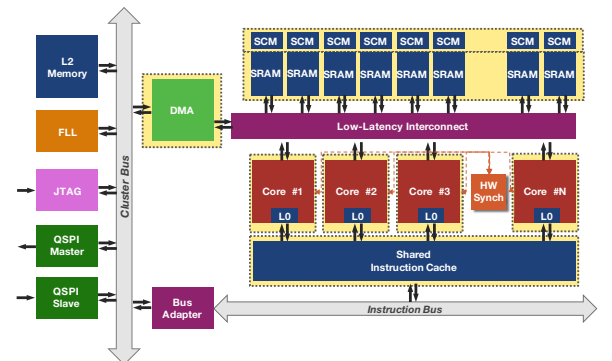 SCM SCM SCM SCM SCM SCM SCM SCM
SRAM SRAM SRAM SRAM SRAM SRAM SRAM SRAM
L2
Memory
DMA
FLL
Low-Latency Interconnect
Cluster Bus
JTAG
Core #1
Core #2
Core #3
HW
Synch
Core #N
L0
L0
L0
L0
QSPI
Master
Shared
Instruction Cache
QSPI
Slave
Bus
Adapter
Instruction Bus